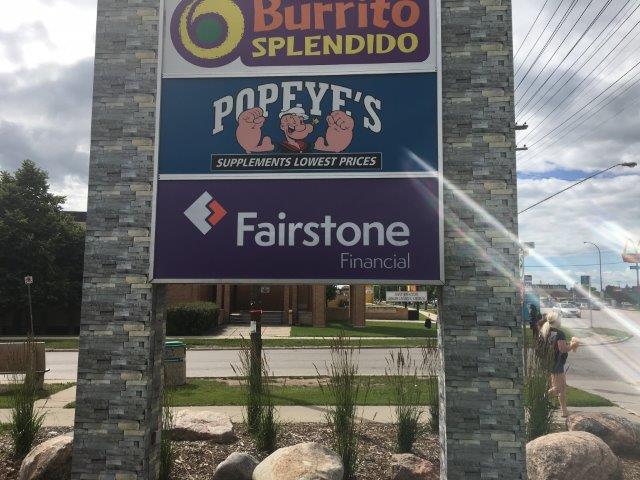 Burrito
SPLENDIDO
POPEYE'S
SUPPLEMENTS LOWEST PRICES
Fairstone
Financial